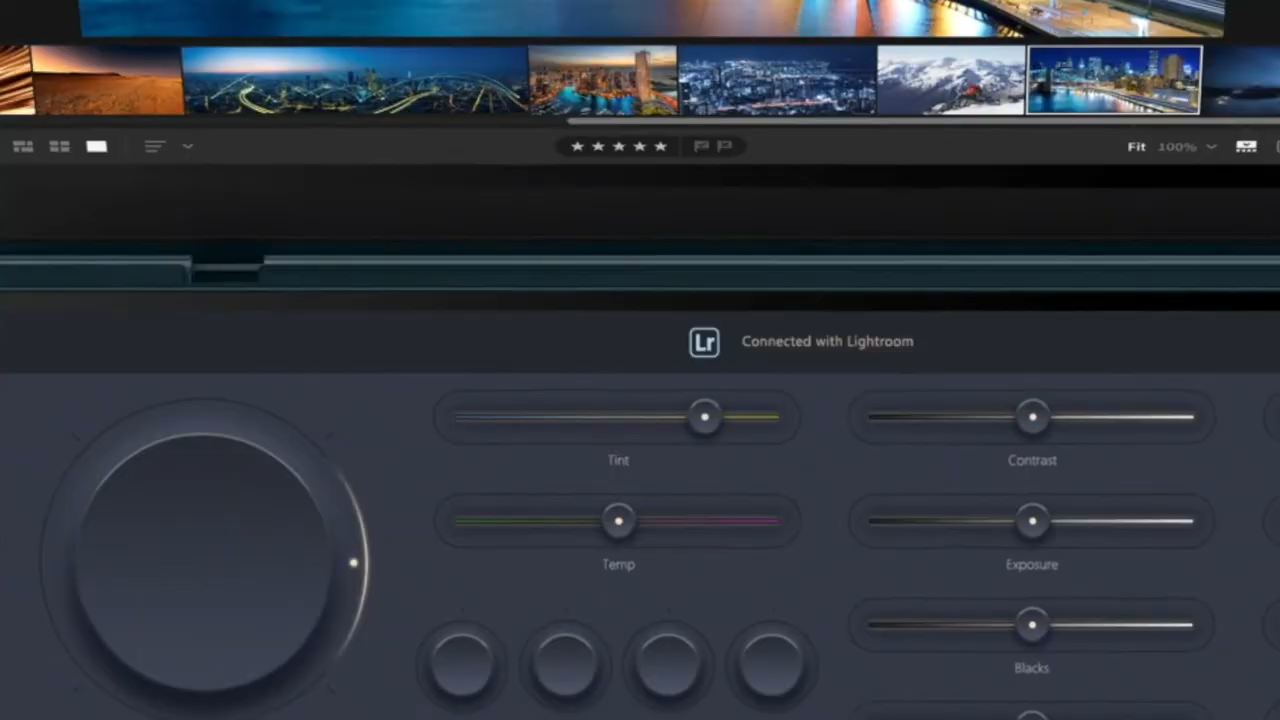 Fit 100%
Lr Connected with Lightroom
Tint
Contrast
Temp
Exposure
Blacks